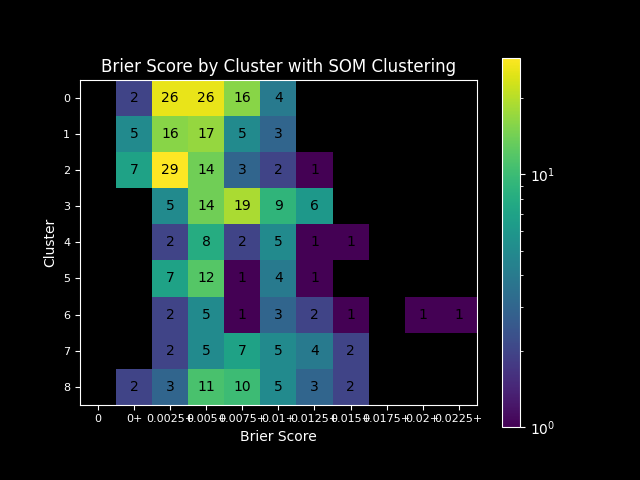 Brier Score by Cluster with SOM Clustering
0 2 26 26 16 4
1 5 16 17 5 3
2 7 29 14 3 2 1
3 5 14 19 9 6
4 2 8 2 5 1 1
5 7 12 1 4 1
6 2 5 1 3 2 1 1 1
7 2 5 7 5 4 2
8 2 3 11 10 5 3 2
Cluster
0 0+ 0.0025+ 0.005+ 0.0075+ 0.01+ 0.0125+ 0.015+ 0.0175+ 0.02+ 0.0225+
Brier Score
10¹
10⁰